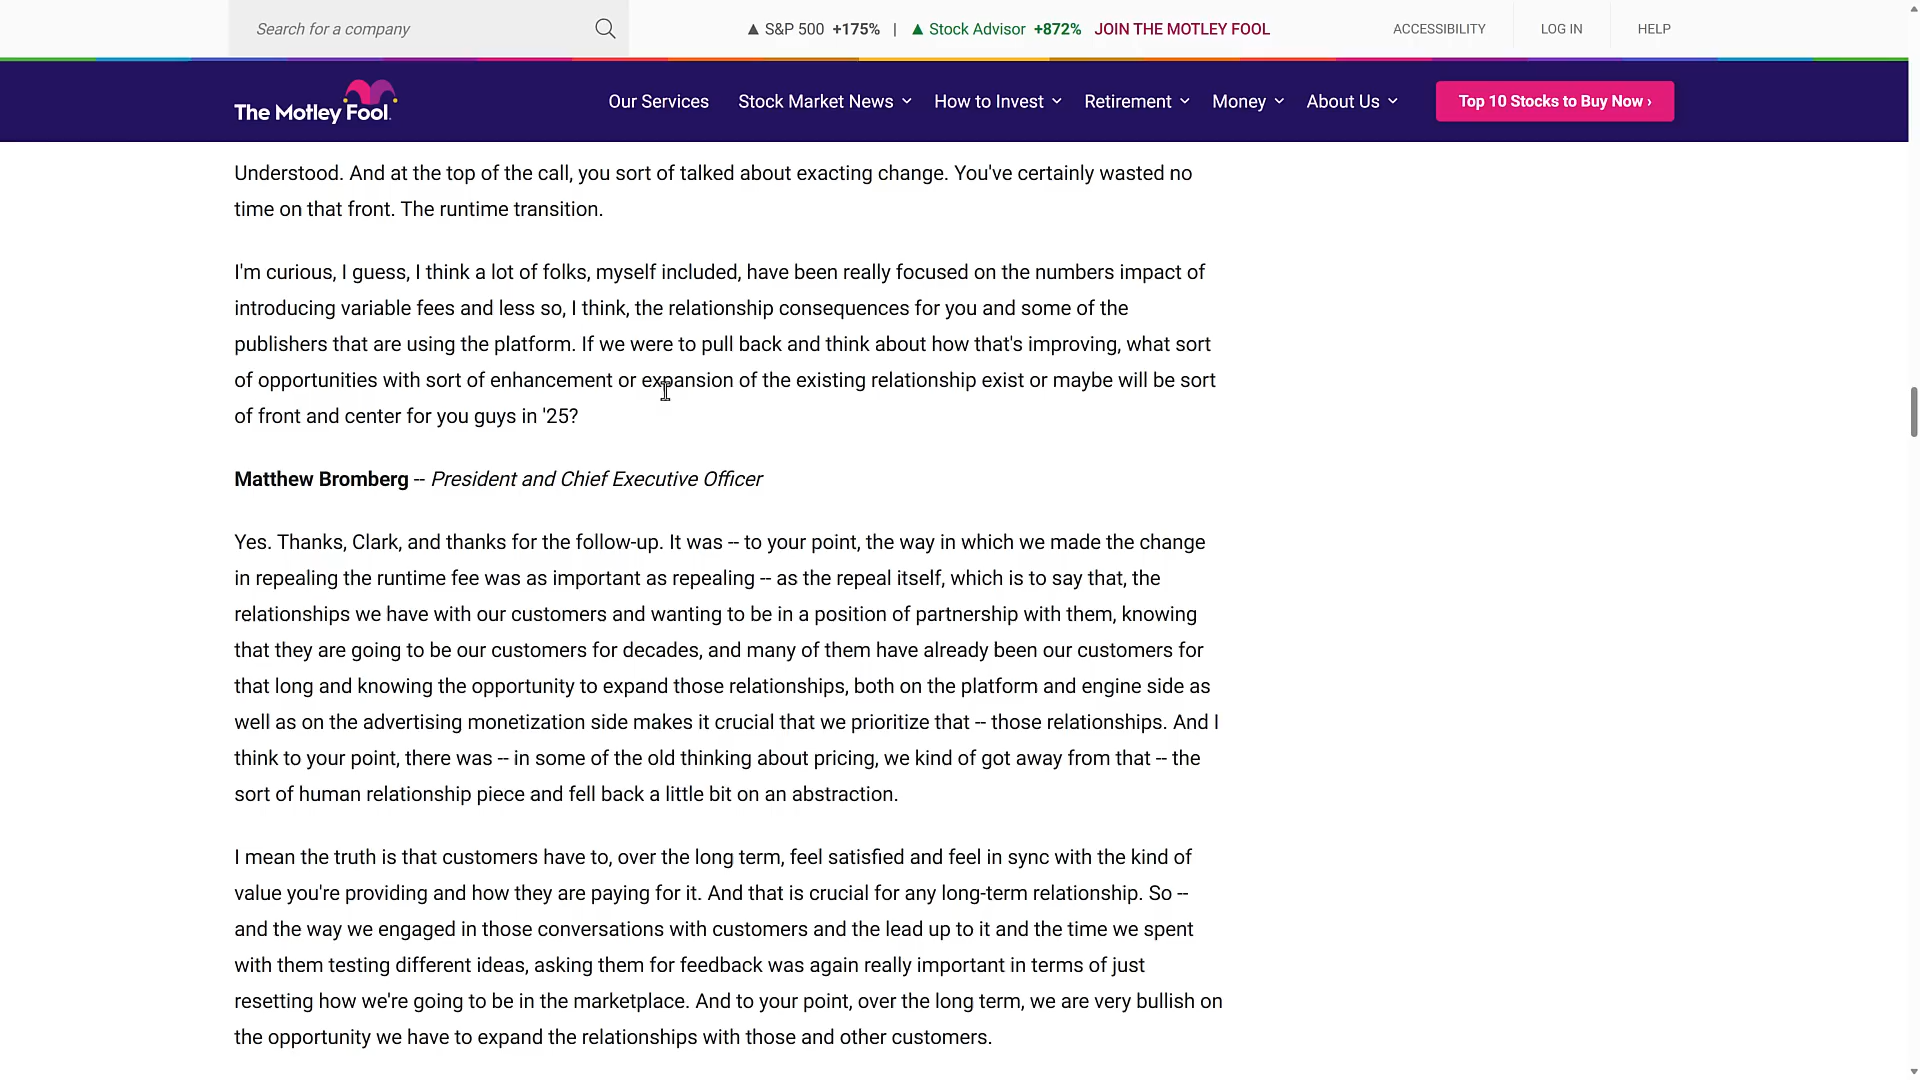 Search for a company
▲ S&P 500 +175% | ▲ Stock Advisor +872% JOIN THE MOTLEY FOOL
ACCESSIBILITY LOG IN HELP
The Motley Fool.
Our Services Stock Market News How to Invest Retirement Money About Us Top 10 Stocks to Buy Now ›
Understood. And at the top of the call, you sort of talked about exacting change. You've certainly wasted no
time on that front. The runtime transition.
I'm curious, I guess, I think a lot of folks, myself included, have been really focused on the numbers impact of
introducing variable fees and less so, I think, the relationship consequences for you and some of the
publishers that are using the platform. If we were to pull back and think about how that's improving, what sort
of opportunities with sort of enhancement or expansion of the existing relationship exist or maybe will be sort
of front and center for you guys in '25?
Matthew Bromberg -- President and Chief Executive Officer
Yes. Thanks, Clark, and thanks for the follow-up. It was -- to your point, the way in which we made the change
in repealing the runtime fee was as important as repealing -- as the repeal itself, which is to say that, the
relationships we have with our customers and wanting to be in a position of partnership with them, knowing
that they are going to be our customers for decades, and many of them have already been our customers for
that long and knowing the opportunity to expand those relationships, both on the platform and engine side as
well as on the advertising monetization side makes it crucial that we prioritize that -- those relationships. And I
think to your point, there was -- in some of the old thinking about pricing, we kind of got away from that -- the
sort of human relationship piece and fell back a little bit on an abstraction.
I mean the truth is that customers have to, over the long term, feel satisfied and feel in sync with the kind of
value you're providing and how they are paying for it. And that is crucial for any long-term relationship. So --
and the way we engaged in those conversations with customers and the lead up to it and the time we spent
with them testing different ideas, asking them for feedback was again really important in terms of just
resetting how we're going to be in the marketplace. And to your point, over the long term, we are very bullish on
the opportunity we have to expand the relationships with those and other customers.